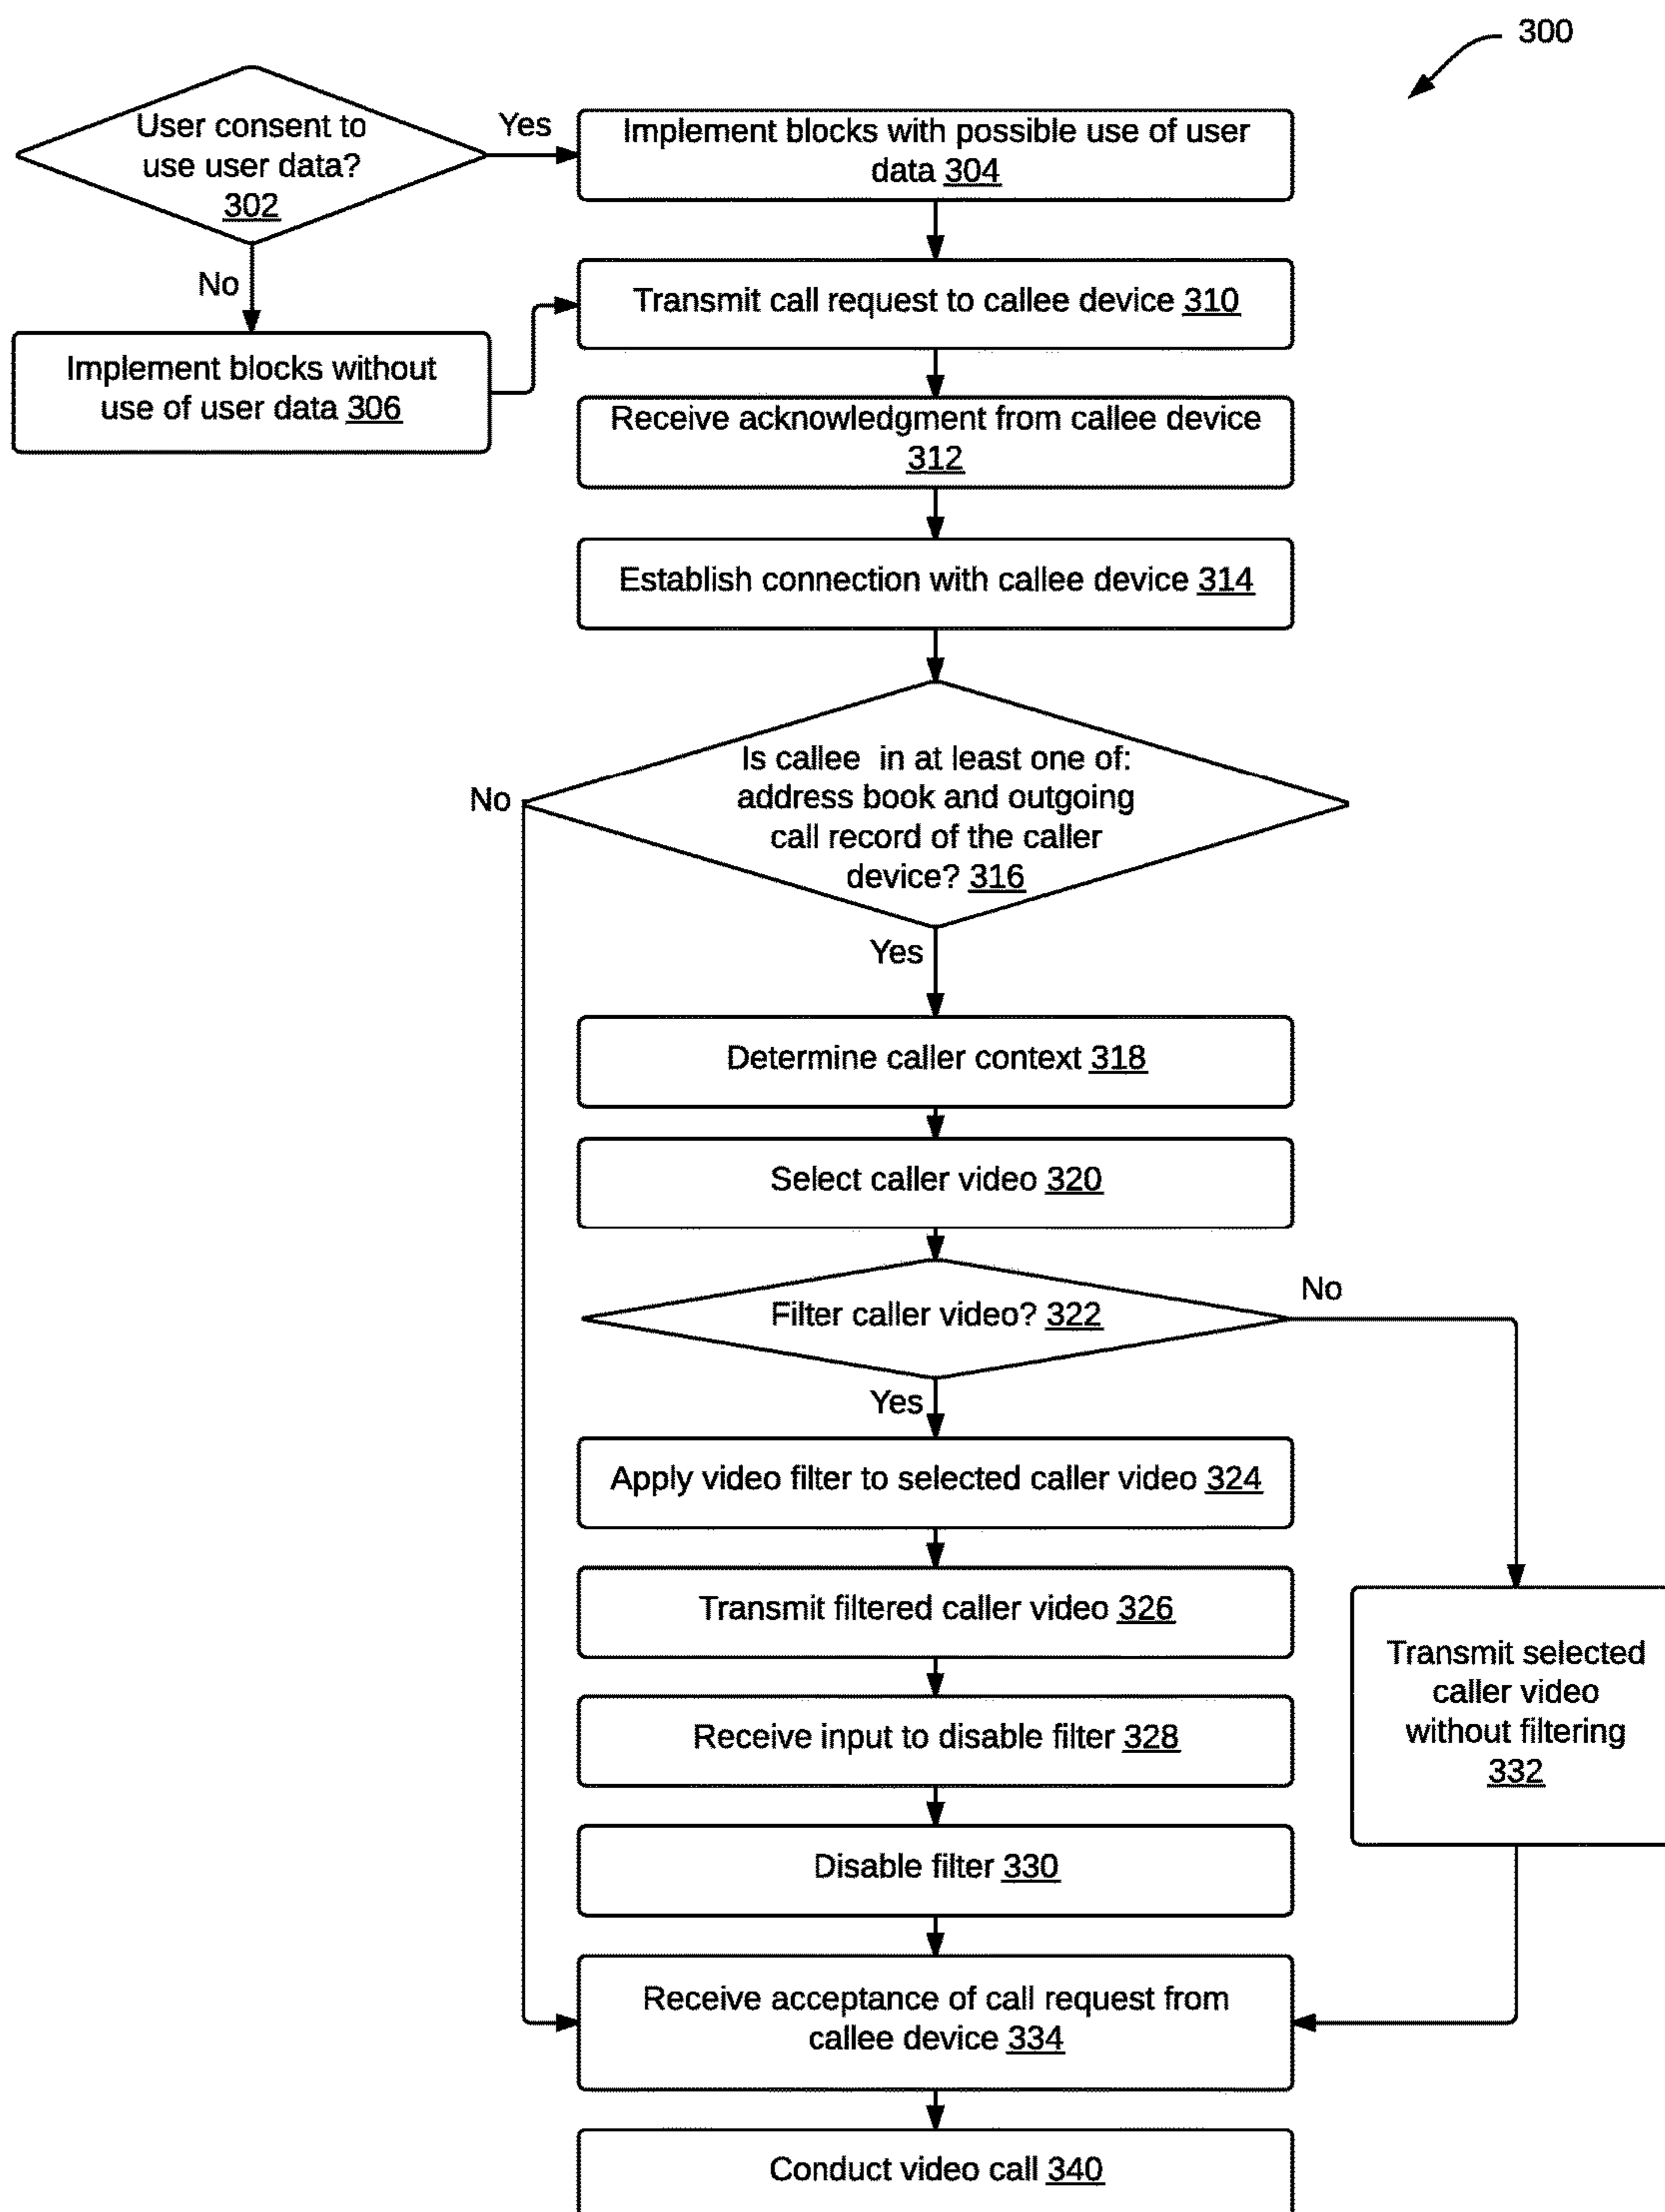 300
User consent to
use user data?
302
Yes
Implement blocks with possible use of user
data 304
No
Implement blocks without
use of user data 306
Transmit call request to callee device 310
Receive acknowledgment from callee device
312
Establish connection with callee device 314
Is callee in at least one of:
address book and outgoing
call record of the caller
device? 316
No
Yes
Determine caller context 318
Select caller video 320
Filter caller video? 322
No
Yes
Apply video filter to selected caller video 324
Transmit filtered caller video 326
Receive input to disable filter 328
Disable filter 330
Transmit selected
caller video
without filtering
332
Receive acceptance of call request from
callee device 334
Conduct video call 340